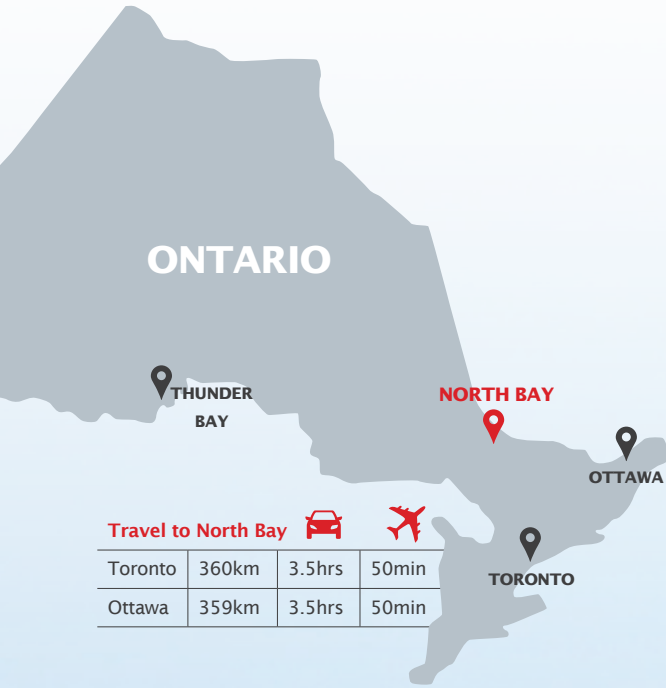 ONTARIO
THUNDER
BAY
NORTH BAY
OTTAWA
TORONTO
Travel to North Bay
Toronto 360km 3.5hrs 50min
Ottawa 359km 3.5hrs 50min